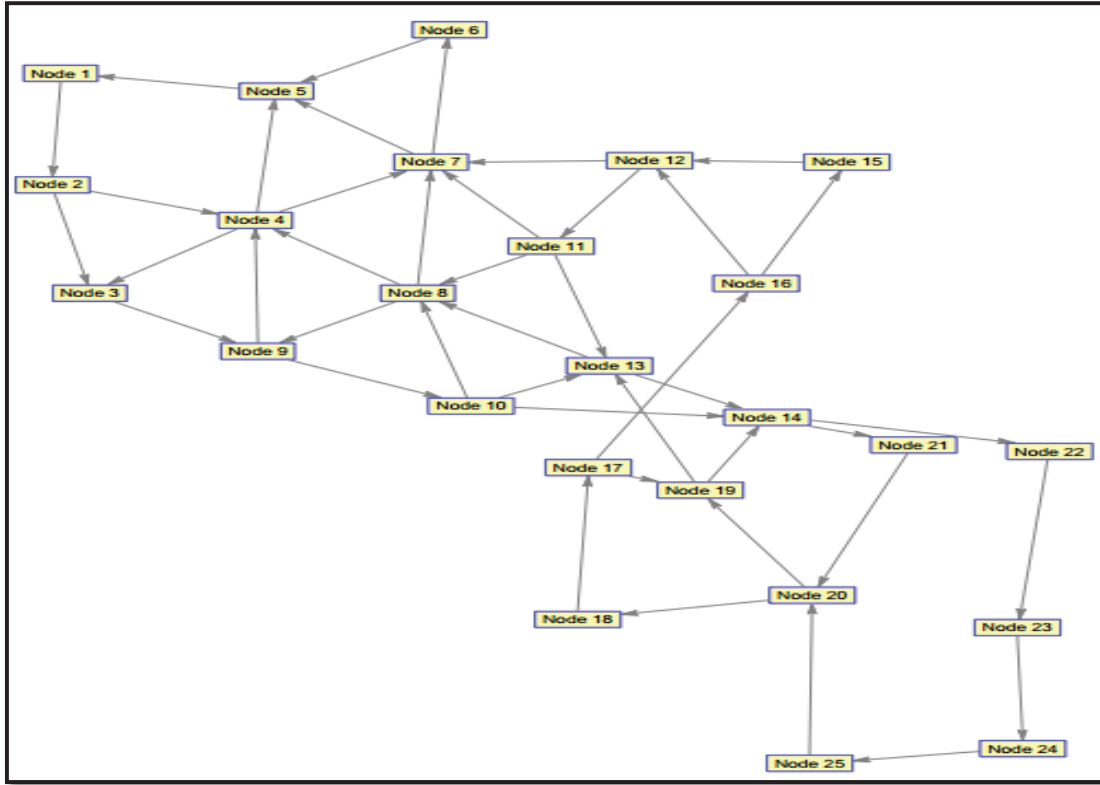 Node 6
Node 1
Node 5
Node 7
Node 12
Node 15
Node 2
Node 4
Node 11
Node 16
Node 3
Node 8
Node 9
Node 13
Node 10
Node 14
Node 21
Node 22
Node 17
Node 19
Node 20
Node 18
Node 23
Node 24
Node 25